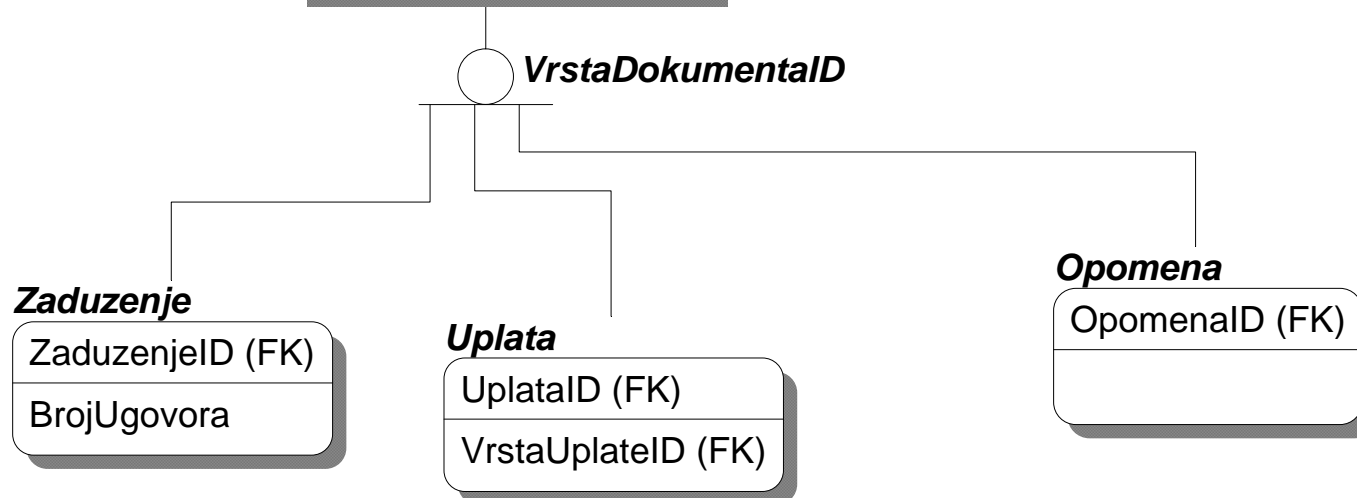 VrstaDokumentaID
Zaduzenje
ZaduzenjeID (FK)
BrojUgovora
Uplata
UplataID (FK)
VrstaUplateID (FK)
Opomena
OpomenaID (FK)